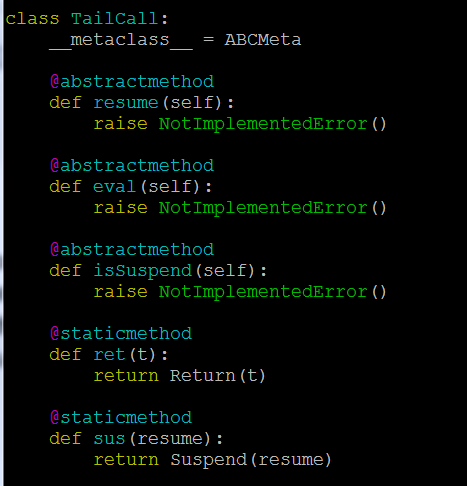 class TailCall:
    __metaclass__ = ABCMeta

    @abstractmethod
    def resume(self):
        raise NotImplementedError()

    @abstractmethod
    def eval(self):
        raise NotImplementedError()

    @abstractmethod
    def isSuspend(self):
        raise NotImplementedError()

    @staticmethod
    def ret(t):
        return Return(t)

    @staticmethod
    def sus(resume):
        return Suspend(resume)